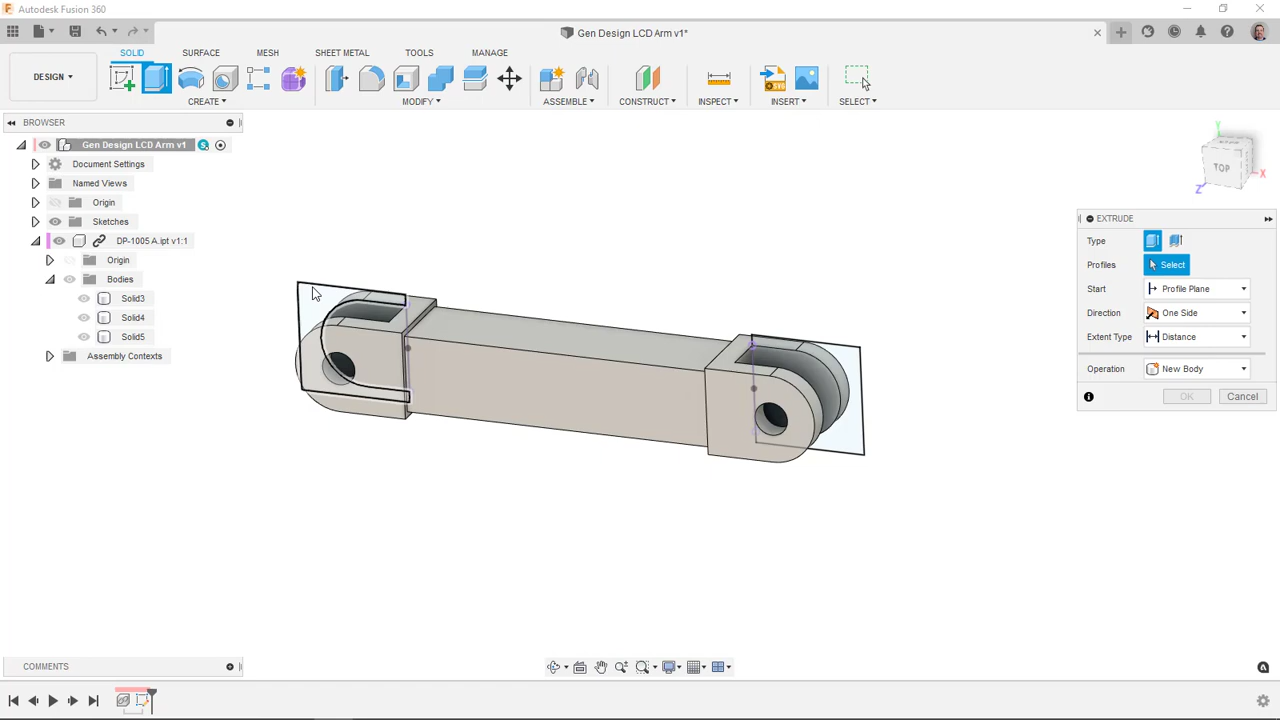 Autodesk Fusion 360
Gen Design LCD Arm v1*
DESIGN
SOLID
SURFACE
MESH
SHEET METAL
TOOLS
MANAGE
CREATE
MODIFY
ASSEMBLE
CONSTRUCT
INSPECT
INSERT
SELECT
BROWSER
Gen Design LCD Arm v1
S
Document Settings
Named Views
Origin
Sketches
DP-1005 A.ipt v1:1
Origin
Bodies
Solid3
Solid4
Solid5
Assembly Contexts
TOP
X
Y
Z
EXTRUDE
Type
Profiles
Select
Start
Profile Plane
Direction
One Side
Extent Type
Distance
Operation
New Body
OK
Cancel
COMMENTS